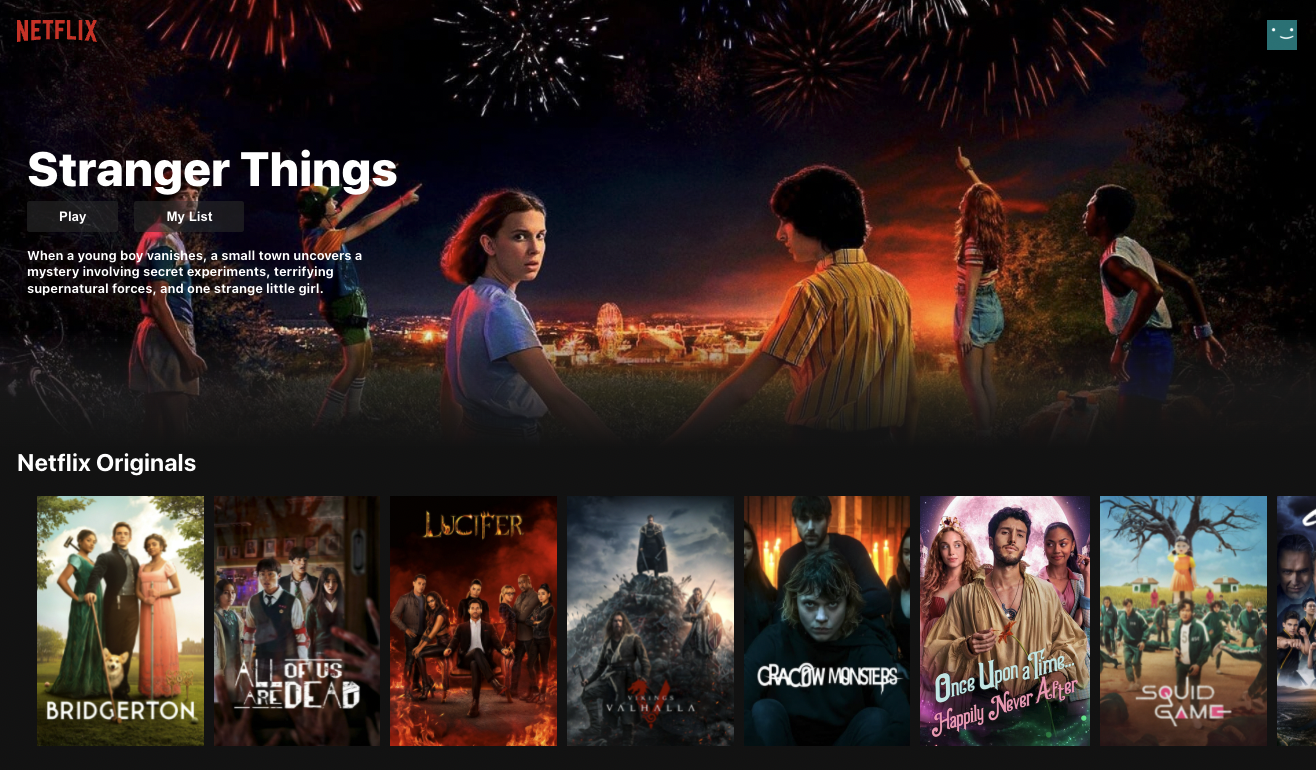 NETFLIX
Stranger Things
Play
My List
When a young boy vanishes, a small town uncovers a
mystery involving secret experiments, terrifying
supernatural forces, and one strange little girl.
Netflix Originals
BRIDGERTON
ALL OF US
ARE DEAD
LUCIFER
VIKINGS
VALHALLA
CRACOW MONSTERS
Once Upon a Time...
Happily Never After
SQUID
GAME